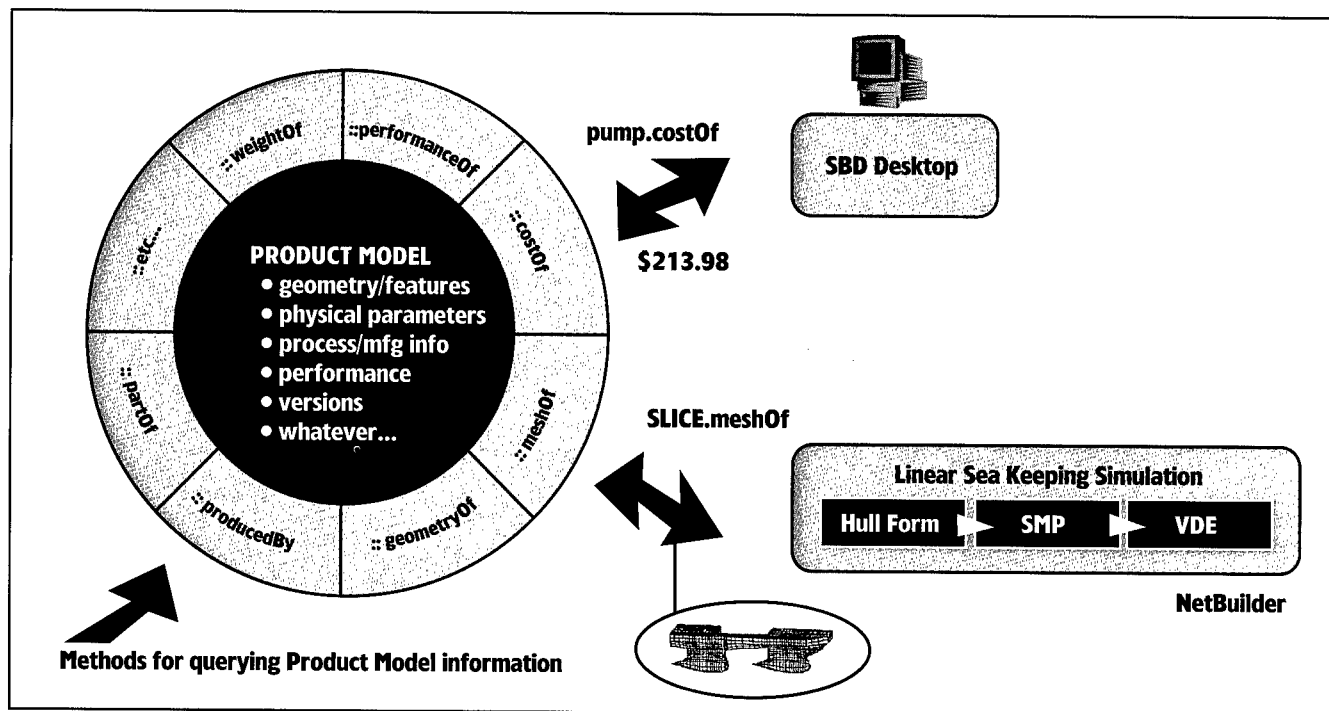 ::weightOf
::performanceOf
::costOf
::meshOf
::geometryOf
::producedBy
::partOf
::etc...
PRODUCT MODEL
• geometry/features
• physical parameters
• process/mfg info
• performance
• versions
• whatever...
pump.costOf
$213.98
SBD Desktop
SLICE.meshOf
Linear Sea Keeping Simulation
Hull Form
SMP
VDE
NetBuilder
Methods for querying Product Model information